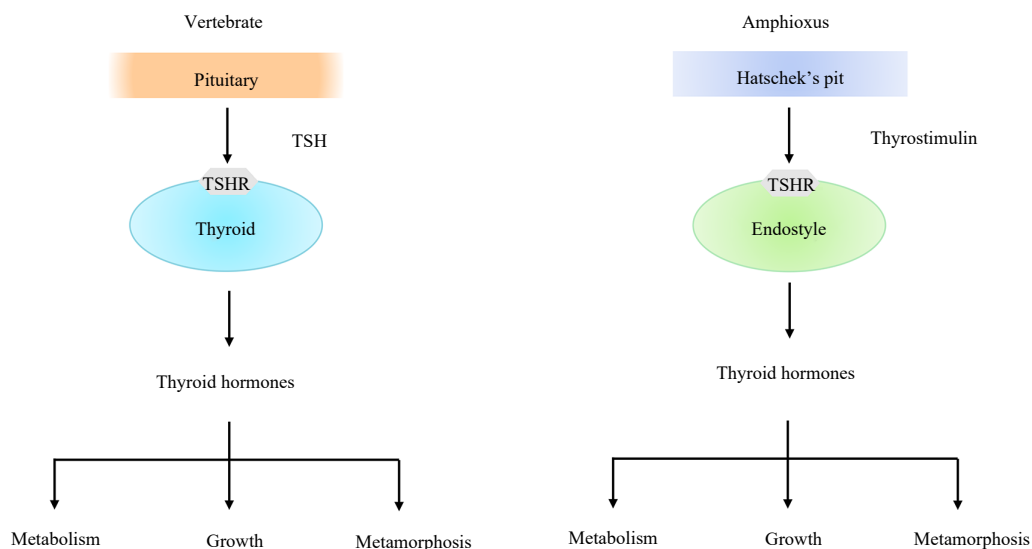 Vertebrate
Pituitary
TSH
TSHR
Thyroid
Thyroid hormones
Metabolism
Growth
Metamorphosis
Amphioxus
Hatschek’s pit
Thyrostimulin
TSHR
Endostyle
Thyroid hormones
Metabolism
Growth
Metamorphosis